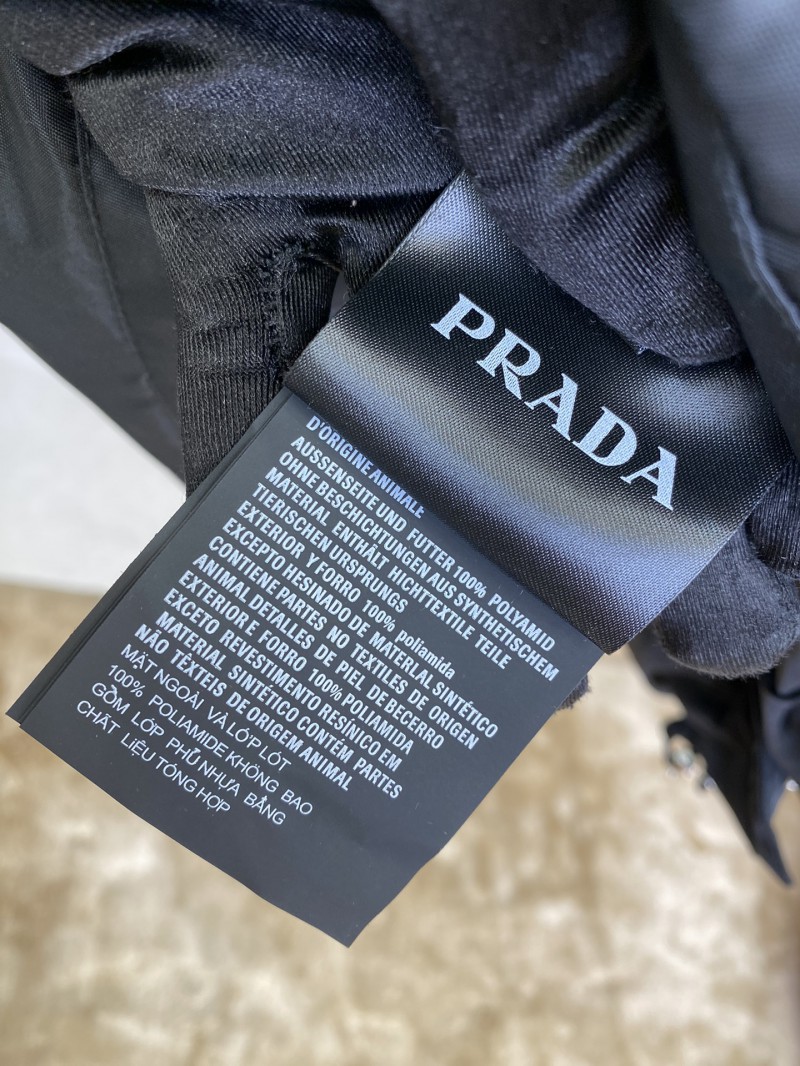 PRADA
D'ORIGINE ANIMALE
AUSSENSEITE UND FUTTER 100% POLYAMID
OHNE BESCHICHTUNGEN AUS SYNTHETISCHEM
MATERIAL ENTHÄLT HICHTTEXTILE TEILE
TIERISCHEN URSPRINGS
EXTERIOR Y FORRO 100% poliamida
EXCEPTO HESINADO DE MATERIAL SINTÉTICO
CONTIENE PARTES NO TEXTILES DE ORIGEN
ANIMAL DETALLES DE PIEL DE BECERRO
EXTERIOR E FORRO 100% POLIAMIDA
EXCETO REVESTIMENTO RESÍNICO EM
MATERIAL SINTÉTICO CONTÉM PARTES
NÃO TÊXTEIS DE ORIGEM ANIMAL
MẶT NGOÀI VÀ LỚP LÓT
100% POLIAMIDE KHÔNG BAO
GỒM LỚP PHỦ NHỰA BẰNG
CHẤT LIỆU TỔNG HỢP